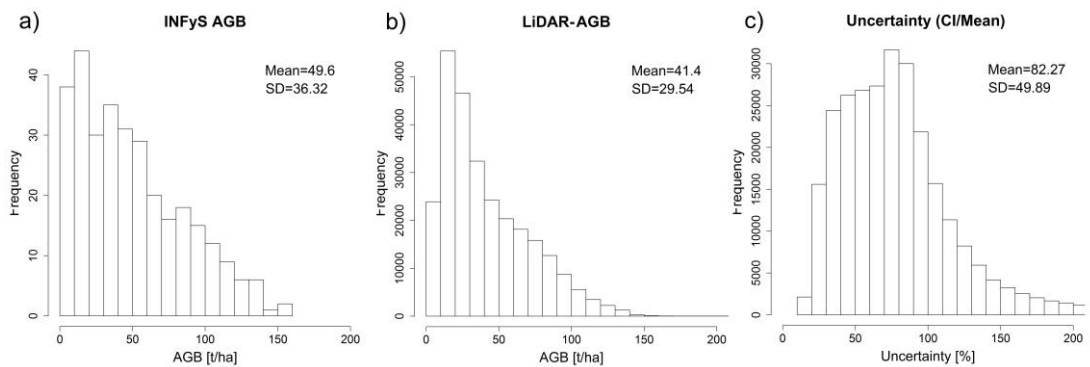 a) INFyS AGB
Mean=49.6
SD=36.32
Frequency
0 10 20 30 40
0 50 100 150 200
AGB [t/ha]
b) LiDAR-AGB
Mean=41.4
SD=29.54
Frequency
0 10000 20000 30000 40000 50000
0 50 100 150 200
AGB [t/ha]
c) Uncertainty (CI/Mean)
Mean=82.27
SD=49.89
Frequency
0 5000 10000 15000 20000 25000 30000
0 50 100 150 200
Uncertainty [%]